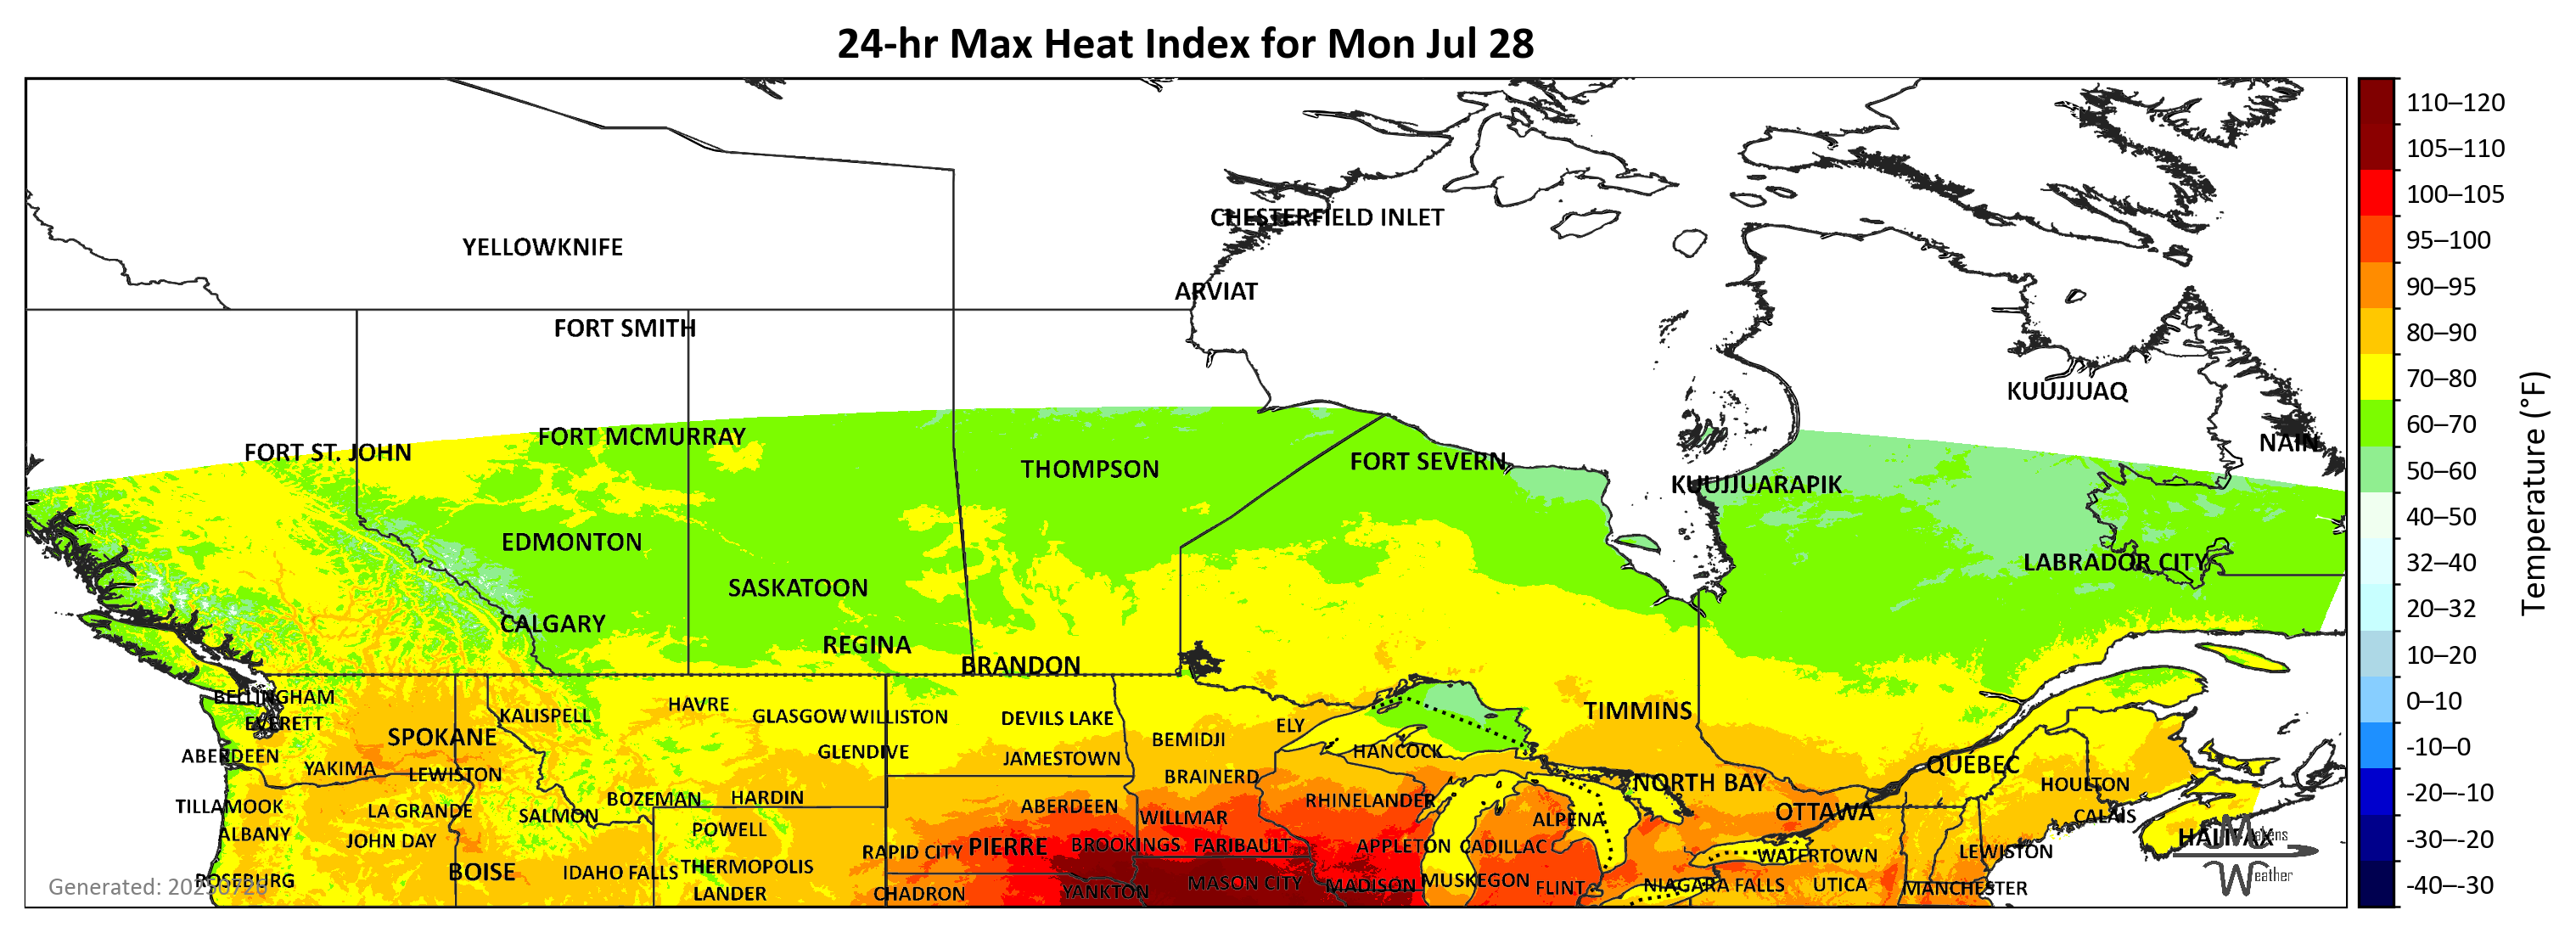 24-hr Max Heat Index for Mon Jul 28
CHESTERFIELD INLET
YELLOWKNIFE
ARVIAT
FORT SMITH
KUUJJUAQ
FORT MCMURRAY
NAIN
FORT ST. JOHN
FORT SEVERN
THOMPSON
KUUJJUARAPIK
EDMONTON
LABRADOR CITY
SASKATOON
CALGARY
REGINA
BRANDON
BELLINGHAM
HAVRE
TIMMINS
KALISPELL
GLASGOW
WILLISTON
DEVILS LAKE
EVERETT
ELY
SPOKANE
BEMIDJI
ABERDEEN
GLENDIVE
HANCOCK
JAMESTOWN
QUÉBEC
YAKIMA
LEWISTON
BRAINERD
NORTH BAY
HOULTON
BOZEMAN
HARDIN
RHINELANDER
TILLAMOOK
LA GRANDE
ABERDEEN
SALMON
WILLMAR
ALPENA
OTTAWA
CALAIS
ALBANY
POWELL
JOHN DAY
PIERRE
BROOKINGS
FARIBAULT
APPLETON
CADILLAC
HALIFAX
RAPID CITY
WATERTOWN
LEWISTON
BOISE
IDAHO FALLS
THERMOPOLIS
ROSEBURG
MASON CITY
MADISON
MUSKEGON
FLINT
NIAGARA FALLS
UTICA
MANCHESTER
LANDER
CHADRON
YANKTON
Generated: 20250726
Weather
110–120
105–110
100–105
95–100
90–95
80–90
70–80
60–70
50–60
40–50
32–40
20–32
10–20
0–10
-10–0
-20–-10
-30–-20
-40–-30
Temperature (°F)